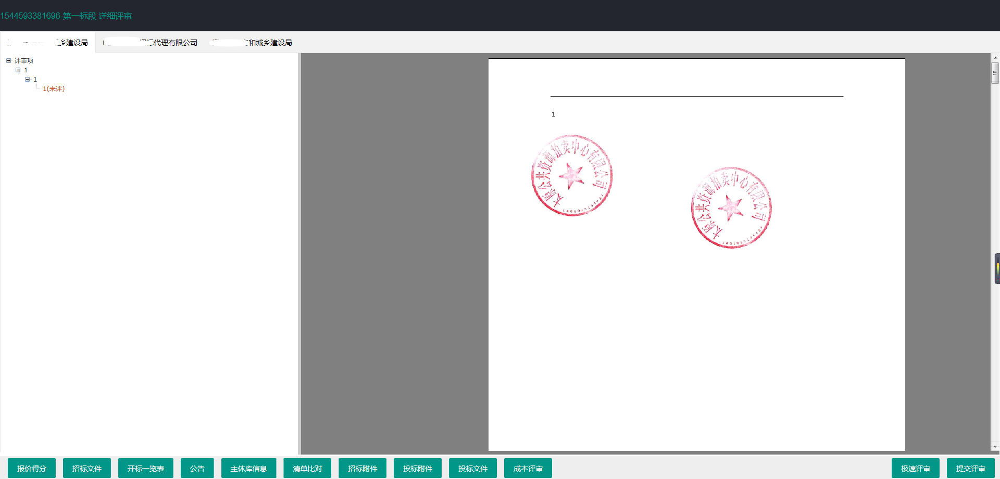 1544593381696-第一标段 详细评审
乡建设局
标代理有限公司
和城乡建设局
评审项
1
1
1(未评)
1
太原公共资源拍卖中心有限公司
太原公共资源拍卖中心有限公司
报价得分
招标文件
开标一览表
公告
主体库信息
清单比对
招标附件
投标附件
投标文件
成本评审
极速评审
提交评审